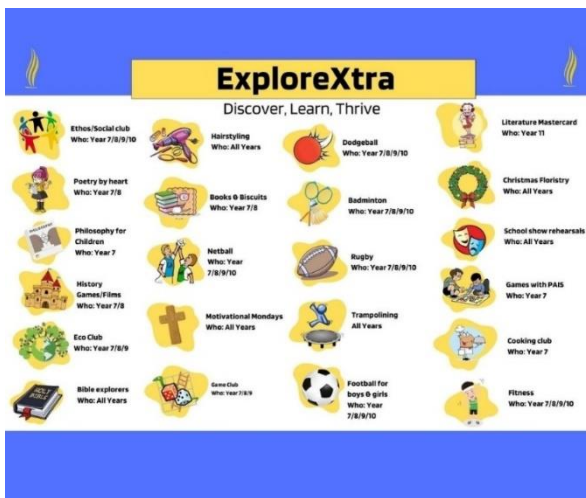 ExploreXtra
Discover, Learn, Thrive
Ethos/Social club
Who: Year 7/8/9/10
Poetry by heart
Who: Year 7/8
Philosophy for
Children
Who: Year 7
History
Games/Films
Who: Year 7/8
Eco Club
Who: Year 7/8/9
Bible explorers
Who: All Years
HOLY
BIBLE
Hairstyling
Who: All Years
Books & Biscuits
Who: Year 7/8
Netball
Who: Year
7/8/9/10
Motivational Mondays
Who: All Years
Game Club
Who: Year 7/8/9
Dodgeball
Who: Year 7/8/9/10
Badminton
Who: Year 7/8/9/10
Rugby
Who: Year 7/8/9/10
Trampolining
All Years
Football for
boys & girls
Who: Year
7/8/9/10
Literature Mastercard
Who: Year 11
Christmas Floristry
Who: All Years
School show rehearsals
Who: All Years
Games with PAIS
Who: Year 7
Cooking club
Who: Year 7
Fitness
Who: Year 7/8/9/10